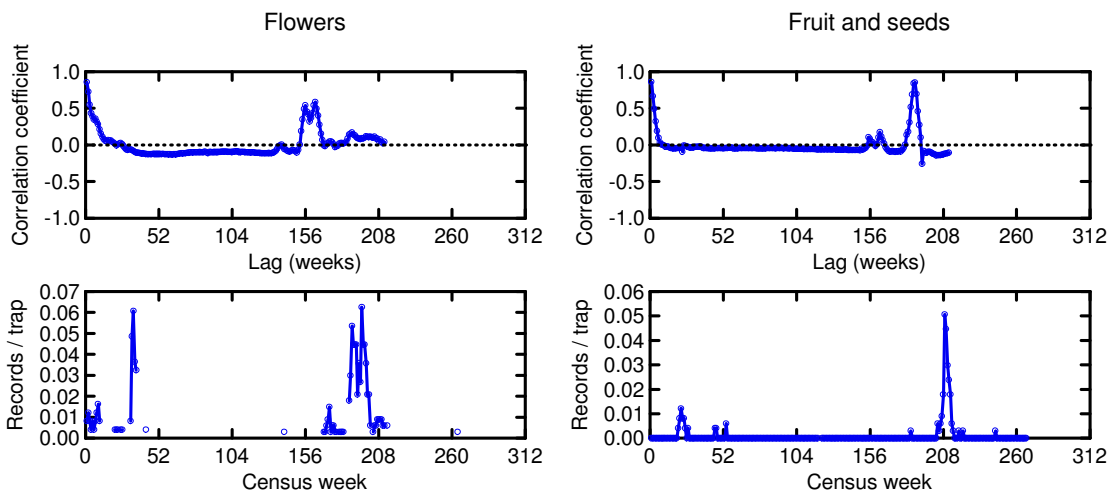 Flowers
Fruit and seeds
Correlation coefficient
1.0
0.5
0.0
-0.5
-1.0
0 52 104 156 208 260 312
Lag (weeks)
Correlation coefficient
1.0
0.5
0.0
-0.5
-1.0
0 52 104 156 208 260 312
Lag (weeks)
Records / trap
0.07
0.06
0.05
0.04
0.03
0.02
0.01
0.00
0 52 104 156 208 260 312
Census week
Records / trap
0.06
0.05
0.04
0.03
0.02
0.01
0.00
0 52 104 156 208 260 312
Census week